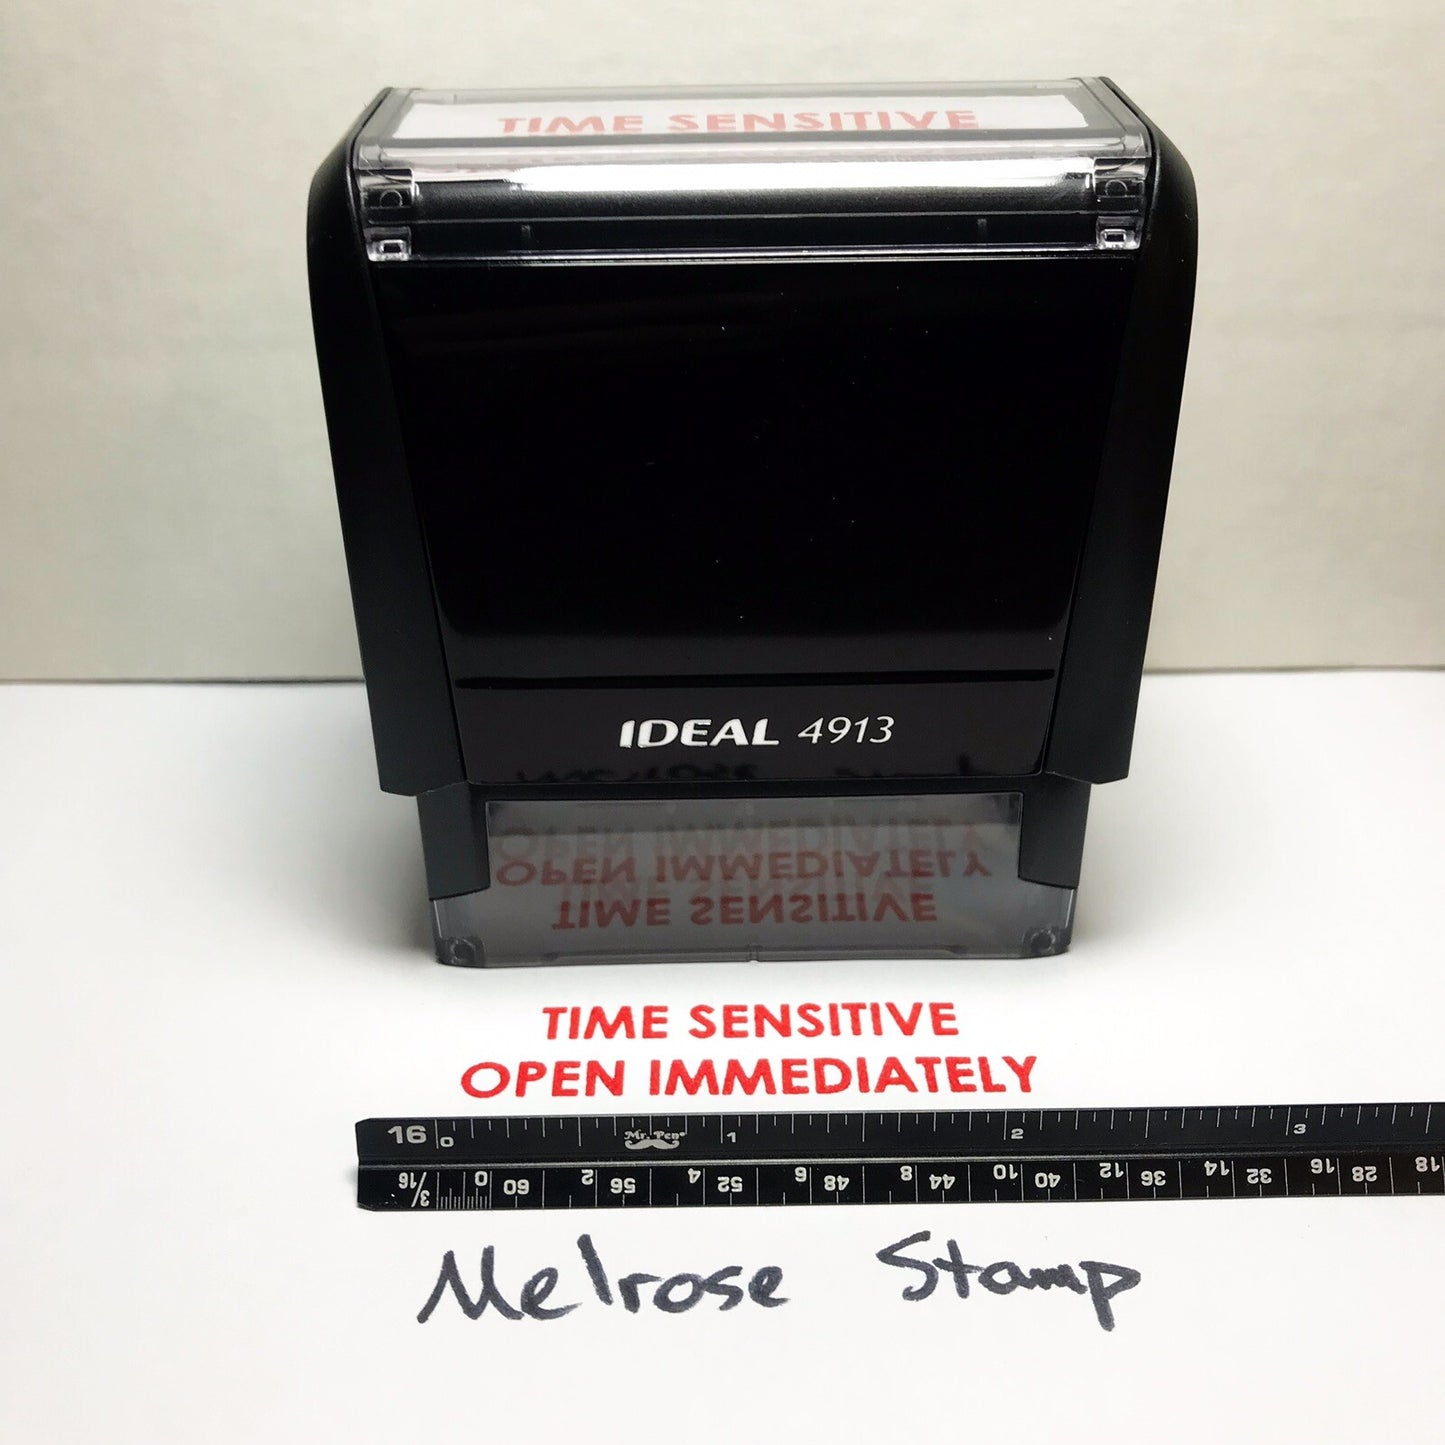 TIME SENSITIVE
IDEAL 4913
OPEN IMMEDIATELY
TIME SENSITIVE
TIME SENSITIVE
OPEN IMMEDIATELY
16 0 Mr. Pen® 1 2 3
3/16 0 60 2 56 4 52 6 48 8 44 10 40 12 36 14 32 16 28 18
Melrose Stamp